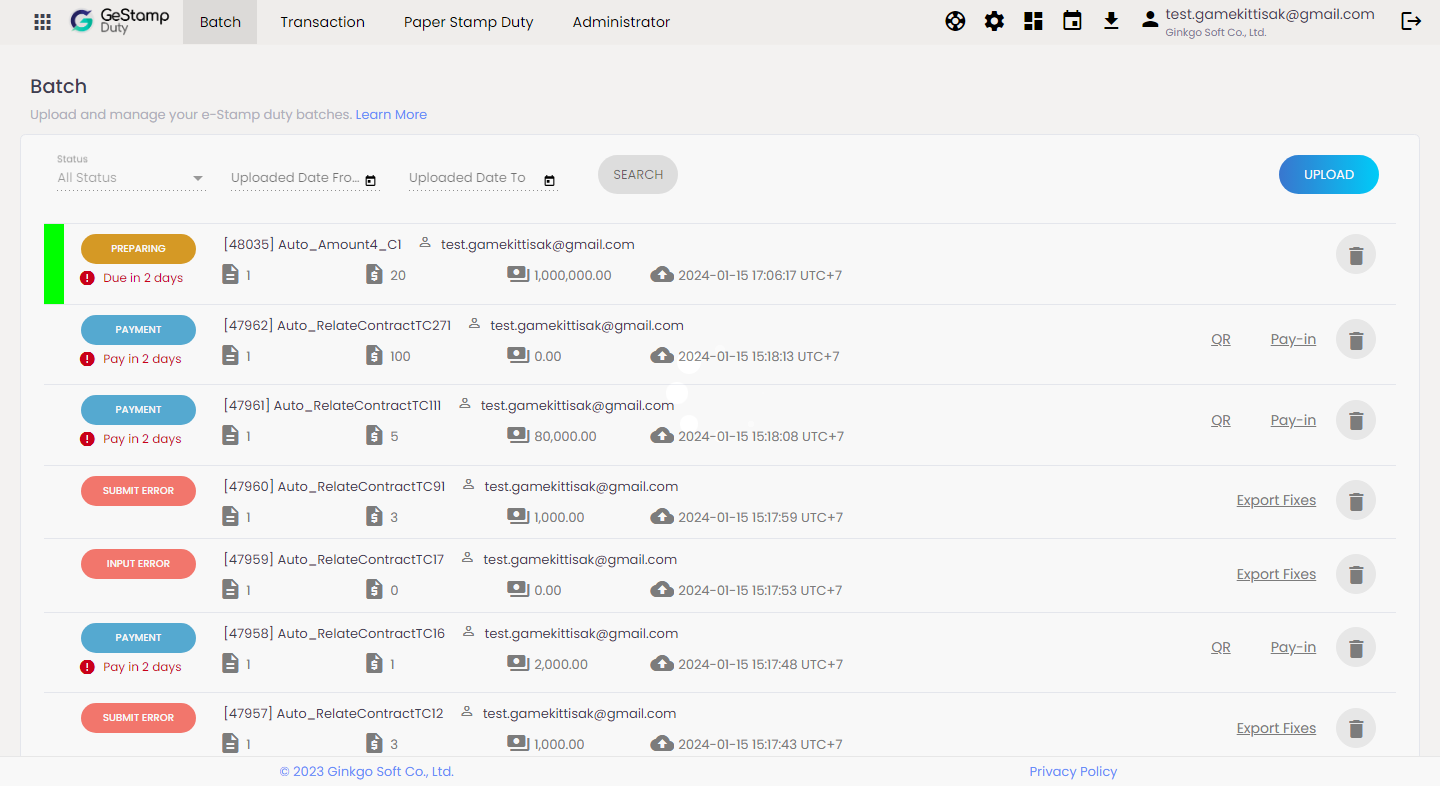 GeStamp
Duty
Batch
Transaction
Paper Stamp Duty
Administrator
test.gamekittisak@gmail.com
Ginkgo Soft Co., Ltd.
Batch
Upload and manage your e-Stamp duty batches. Learn More
Status
All Status
Uploaded Date Fro...
Uploaded Date To
SEARCH
UPLOAD
PREPARING
[48035] Auto_Amount4_C1 test.gamekittisak@gmail.com
Due in 2 days
1 20 1,000,000.00 2024-01-15 17:06:17 UTC+7
PAYMENT
[47962] Auto_RelateContractTC271 test.gamekittisak@gmail.com
QR Pay-in
Pay in 2 days
1 100 0.00 2024-01-15 15:18:13 UTC+7
PAYMENT
[47961] Auto_RelateContractTC111 test.gamekittisak@gmail.com
QR Pay-in
Pay in 2 days
1 5 80,000.00 2024-01-15 15:18:08 UTC+7
SUBMIT ERROR
[47960] Auto_RelateContractTC91 test.gamekittisak@gmail.com
Export Fixes
1 3 1,000.00 2024-01-15 15:17:59 UTC+7
INPUT ERROR
[47959] Auto_RelateContractTC17 test.gamekittisak@gmail.com
Export Fixes
1 0 0.00 2024-01-15 15:17:53 UTC+7
PAYMENT
[47958] Auto_RelateContractTC16 test.gamekittisak@gmail.com
QR Pay-in
Pay in 2 days
1 1 2,000.00 2024-01-15 15:17:48 UTC+7
SUBMIT ERROR
[47957] Auto_RelateContractTC12 test.gamekittisak@gmail.com
Export Fixes
1 3 1,000.00 2024-01-15 15:17:43 UTC+7
© 2023 Ginkgo Soft Co., Ltd.
Privacy Policy